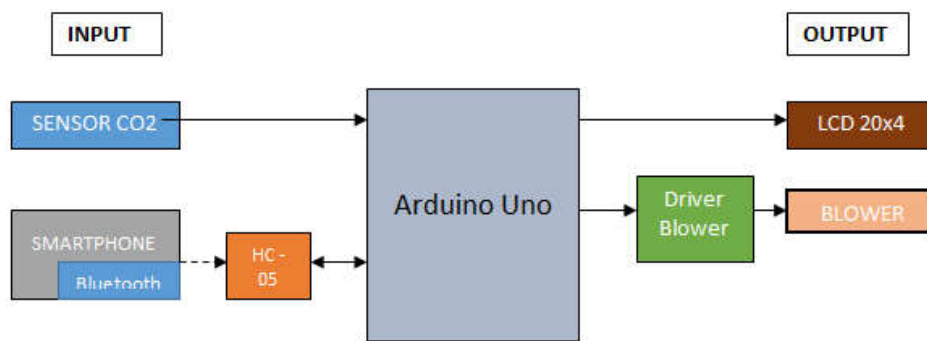 INPUT
OUTPUT
SENSOR CO2
LCD 20x4
Arduino Uno
Driver
Blower
BLOWER
SMARTPHONE
Bluetooth
HC -
05